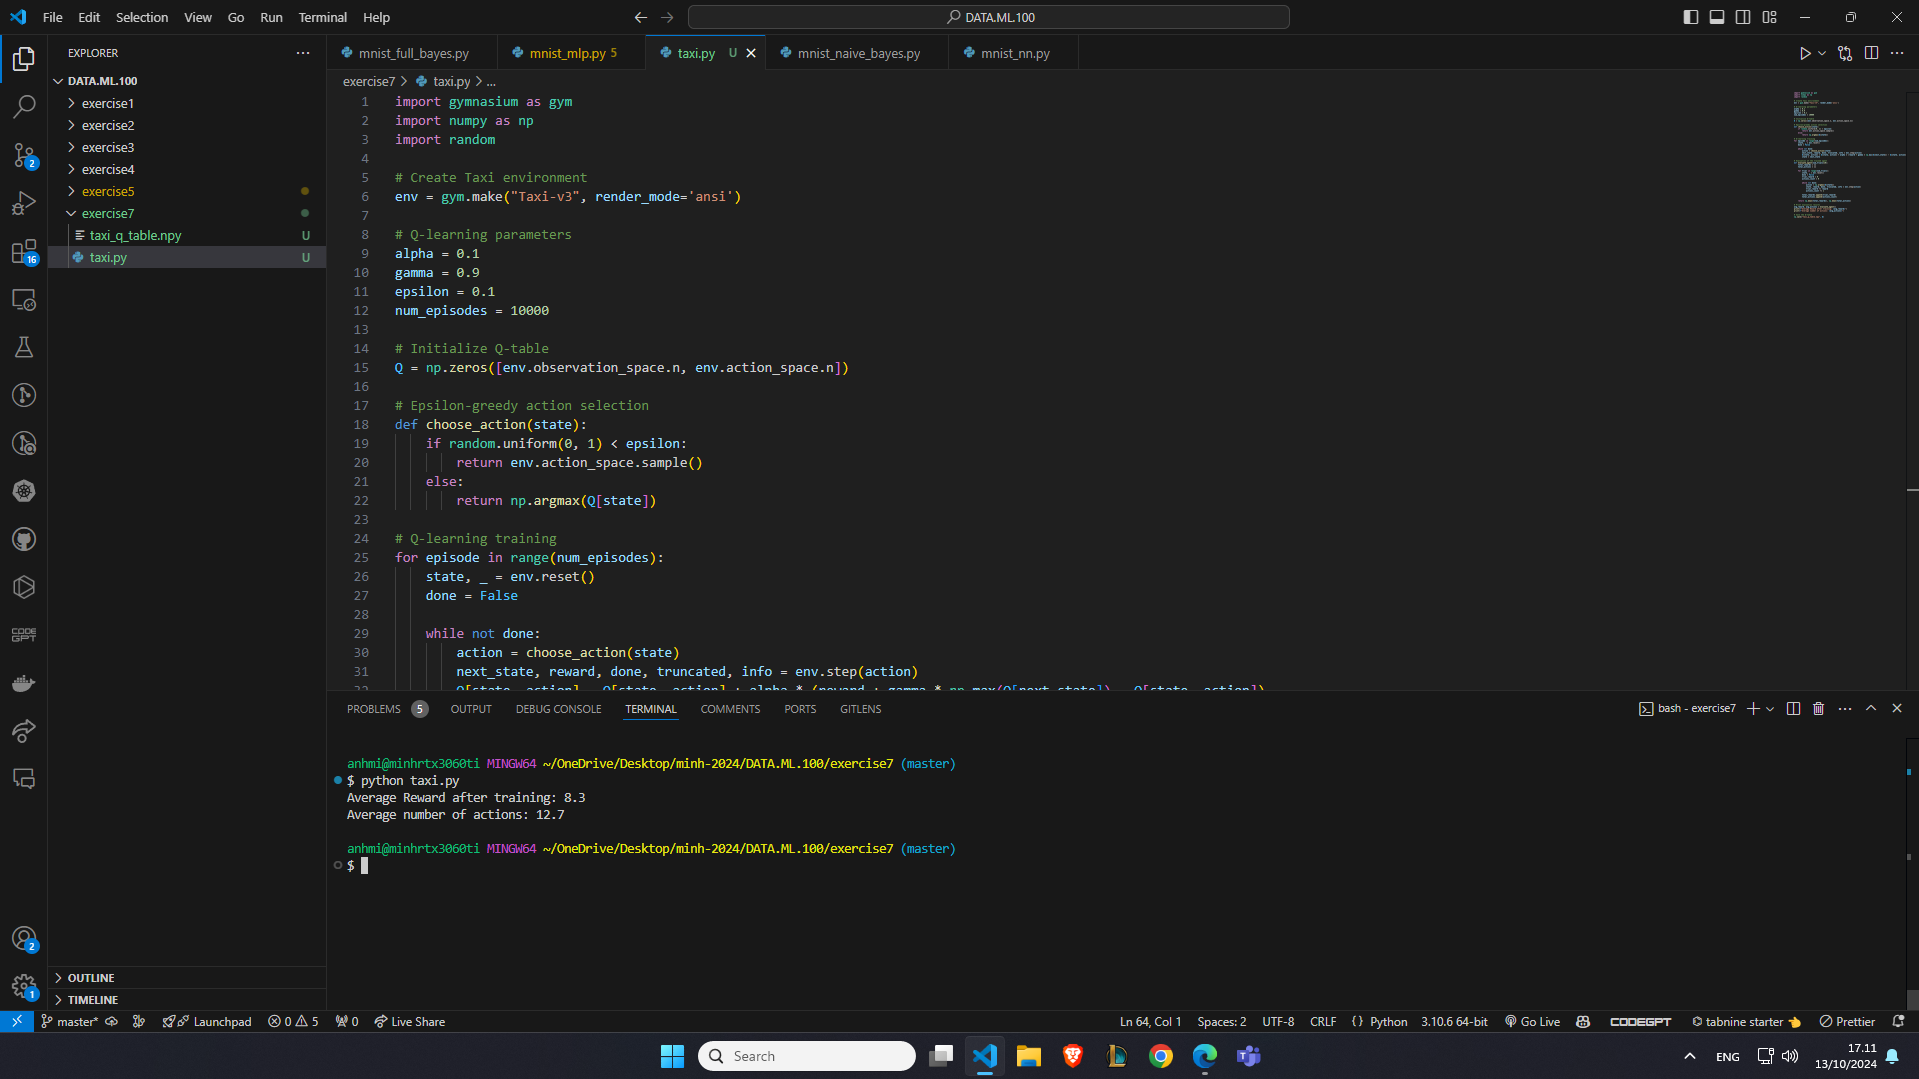 File Edit Selection View Go Run Terminal Help
DATA.ML.100
EXPLORER
DATA.ML.100
exercise1
exercise2
exercise3
exercise4
exercise5
exercise7
taxi_q_table.npy U
taxi.py U
OUTLINE
TIMELINE
mnist_full_bayes.py
mnist_mlp.py 5
taxi.py U
mnist_naive_bayes.py
mnist_nn.py
exercise7 > taxi.py > ...
1 import gymnasium as gym
2 import numpy as np
3 import random
4
5 # Create Taxi environment
6 env = gym.make("Taxi-v3", render_mode='ansi')
7
8 # Q-learning parameters
9 alpha = 0.1
10 gamma = 0.9
11 epsilon = 0.1
12 num_episodes = 10000
13
14 # Initialize Q-table
15 Q = np.zeros([env.observation_space.n, env.action_space.n])
16
17 # Epsilon-greedy action selection
18 def choose_action(state):
19 if random.uniform(0, 1) < epsilon:
20 return env.action_space.sample()
21 else:
22 return np.argmax(Q[state])
23
24 # Q-learning training
25 for episode in range(num_episodes):
26 state, _ = env.reset()
27 done = False
28
29 while not done:
30 action = choose_action(state)
31 next_state, reward, done, truncated, info = env.step(action)
PROBLEMS 5 OUTPUT DEBUG CONSOLE TERMINAL COMMENTS PORTS GITLENS
bash - exercise7
anhmi@minhrtx3060ti MINGW64 ~/OneDrive/Desktop/minh-2024/DATA.ML.100/exercise7 (master)
$ python taxi.py
Average Reward after training: 8.3
Average number of actions: 12.7
anhmi@minhrtx3060ti MINGW64 ~/OneDrive/Desktop/minh-2024/DATA.ML.100/exercise7 (master)
$
2
16
CODE
GPT
2
1
master* Launchpad 0 5 0 Live Share
Ln 64, Col 1 Spaces: 2 UTF-8 CRLF {} Python 3.10.6 64-bit Go Live CODEGPT tabnine starter Prettier
Search
ENG
17.11
13/10/2024